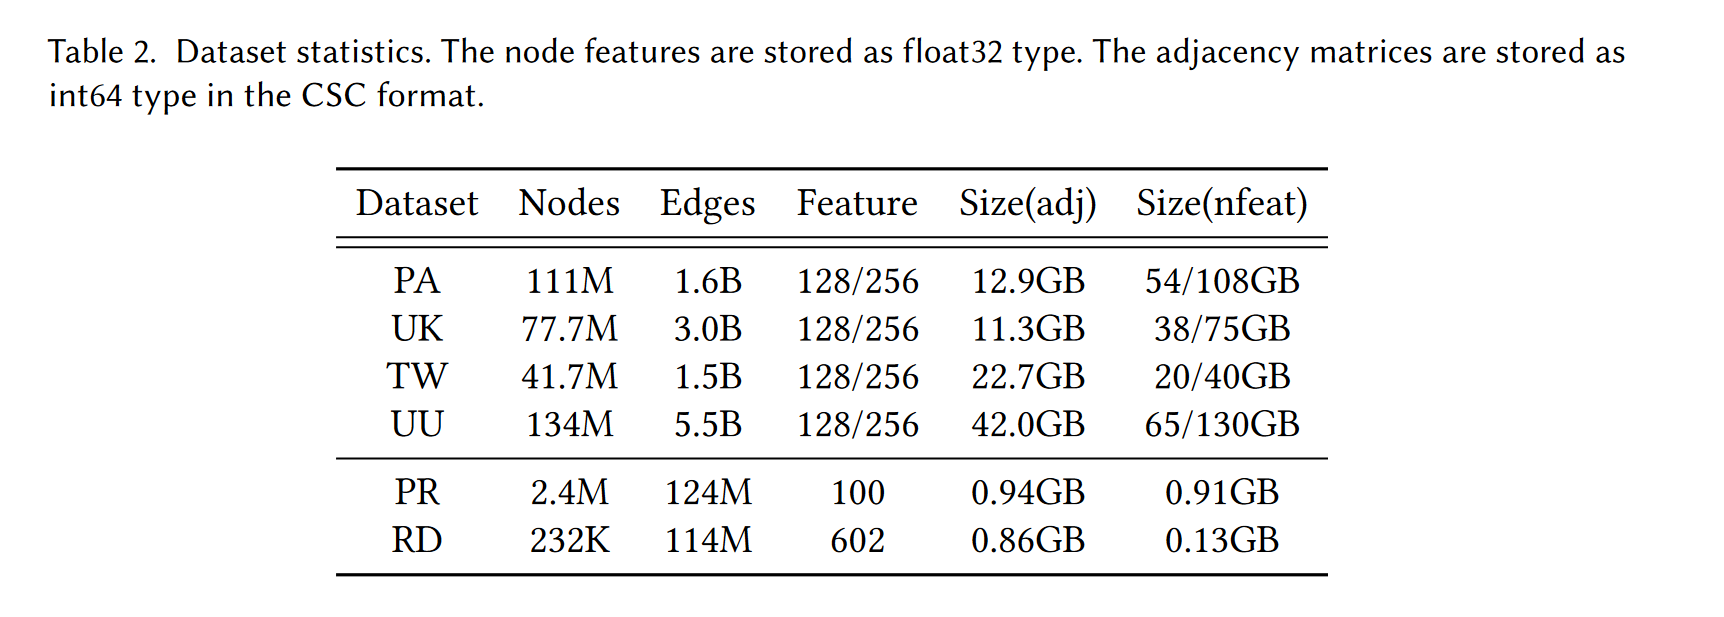 Table 2. Dataset statistics. The node features are stored as float32 type. The adjacency matrices are stored as
int64 type in the CSC format.
Dataset Nodes Edges Feature Size(adj) Size(nfeat)
PA 111M 1.6B 128/256 12.9GB 54/108GB
UK 77.7M 3.0B 128/256 11.3GB 38/75GB
TW 41.7M 1.5B 128/256 22.7GB 20/40GB
UU 134M 5.5B 128/256 42.0GB 65/130GB
PR 2.4M 124M 100 0.94GB 0.91GB
RD 232K 114M 602 0.86GB 0.13GB